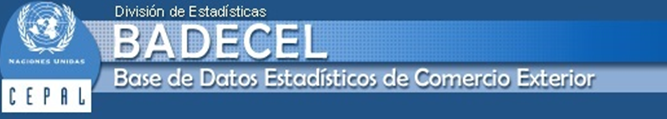 División de Estadísticas
BADECEL
Base de Datos Estadísticos de Comercio Exterior
NACIONES UNIDAS
CEPAL